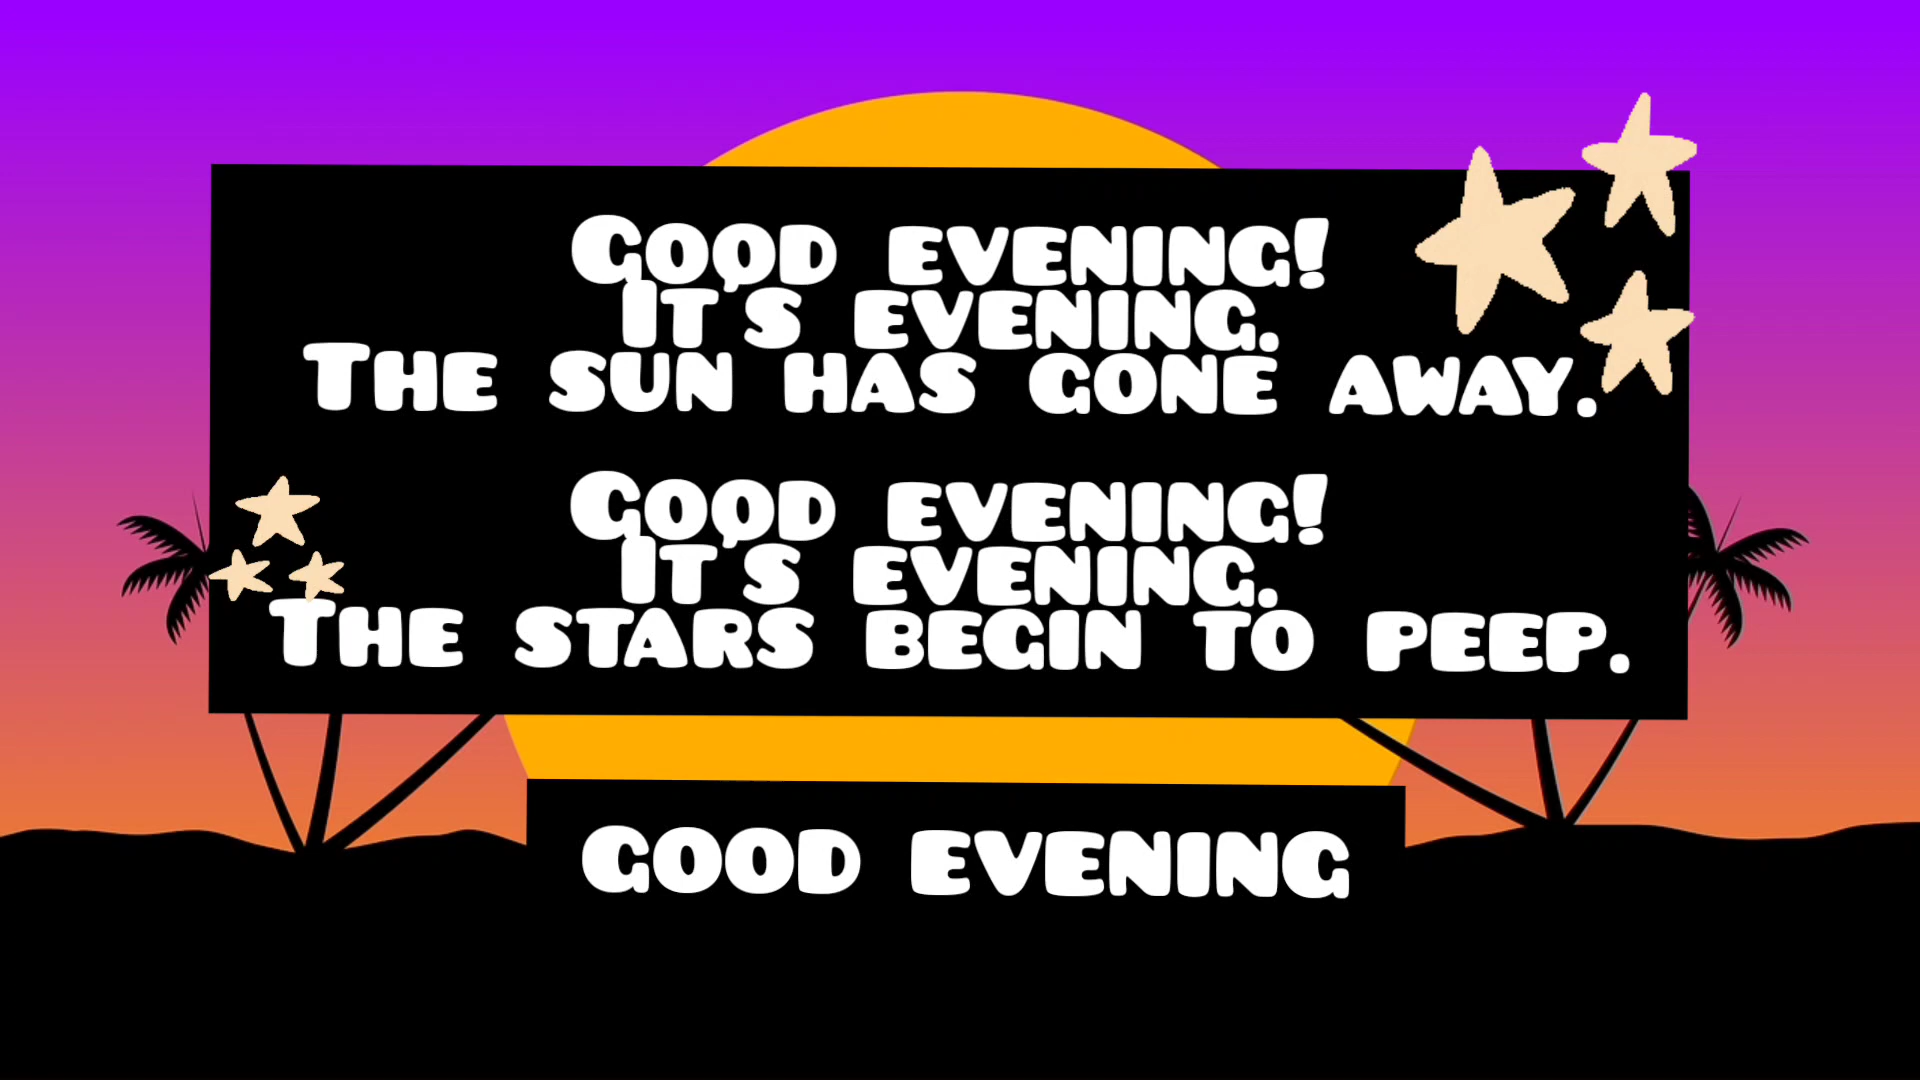 Good evening!
It's evening.
The sun has gone away.
Good evening!
It's evening.
The stars begin to peep.
GOOD EVENING